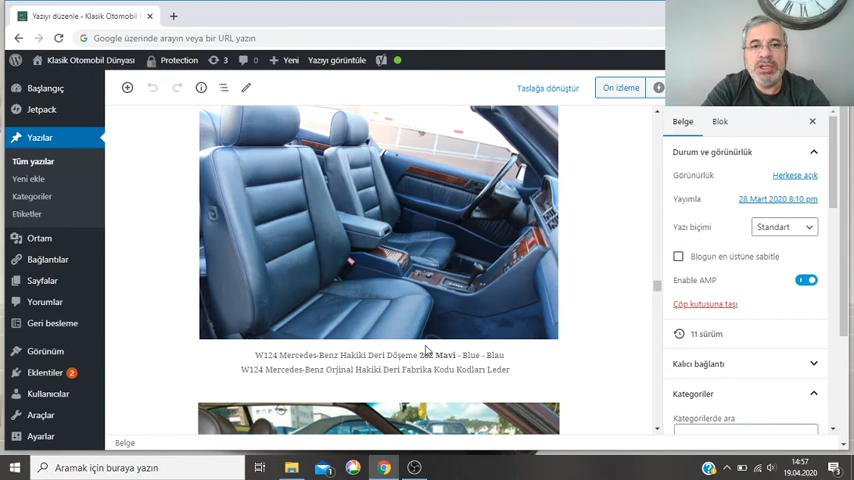 Yazıyı düzenle ‹ Klasik Otomobil
Google üzerinde arayın veya bir URL yazın
Klasik Otomobil Dünyası
Protection
3
0
Yeni
Yazıyı görüntüle
Başlangıç
Jetpack
Yazılar
Tüm yazılar
Yeni ekle
Kategoriler
Etiketler
Ortam
Bağlantılar
Sayfalar
Yorumlar
Geri besleme
Görünüm
Eklentiler 2
Kullanıcılar
Araçlar
Ayarlar
Taslağa dönüştür
Ön izleme
W124 Mercedes-Benz Hakiki Deri Döşeme Mavi - Blue - Blau
W124 Mercedes-Benz Orjinal Hakiki Deri Fabrika Kodu Kodları Leder
Belge
Belge
Blok
Durum ve görünürlük
Görünürlük
Herkese açık
Yayımla
28 Mart 2020 8:10 pm
Yazı biçimi
Standart
Blogun en üstüne sabitle
Enable AMP
Çöp kutusuna taşı
11 sürüm
Kalıcı bağlantı
Kategoriler
Kategorilerde ara
Aramak için buraya yazın
14:57
19.04.2020